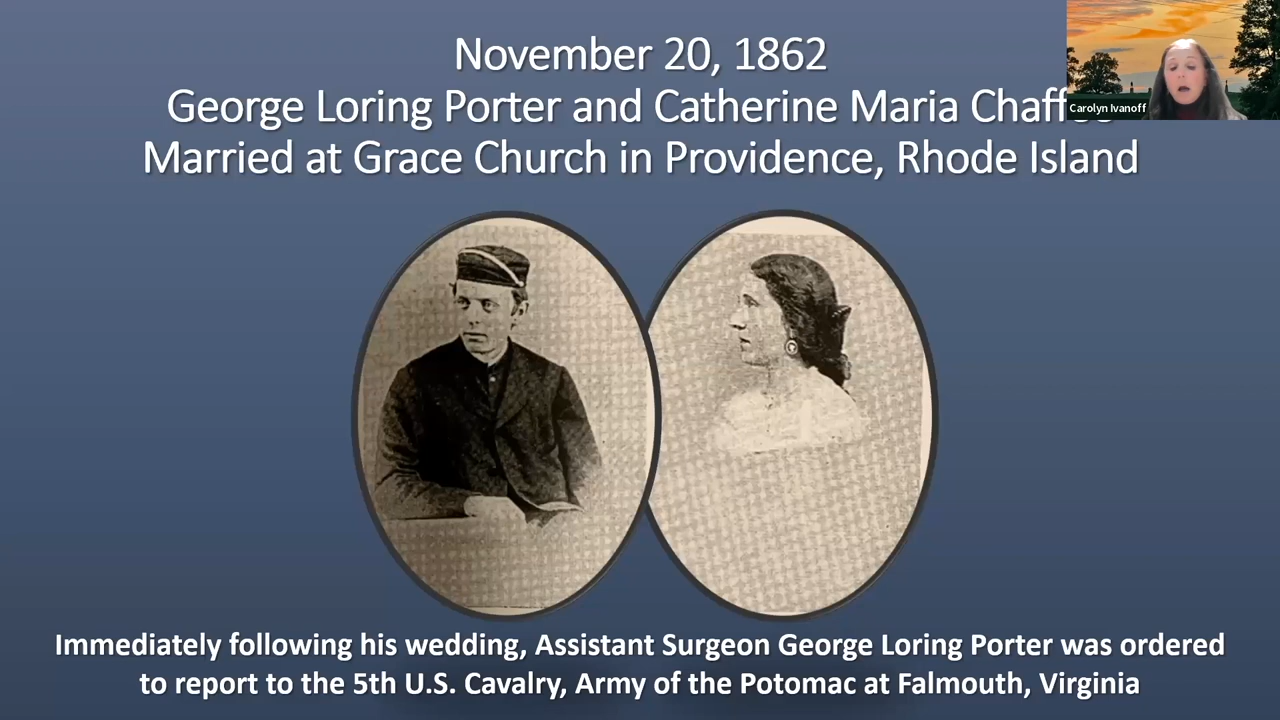 November 20, 1862
George Loring Porter and Catherine Maria
Married at Grace Church in Providence, Rhode Island
Carolyn Ivanoff
Immediately following his wedding, Assistant Surgeon George Loring Porter was ordered
to report to the 5th U.S. Cavalry, Army of the Potomac at Falmouth, Virginia